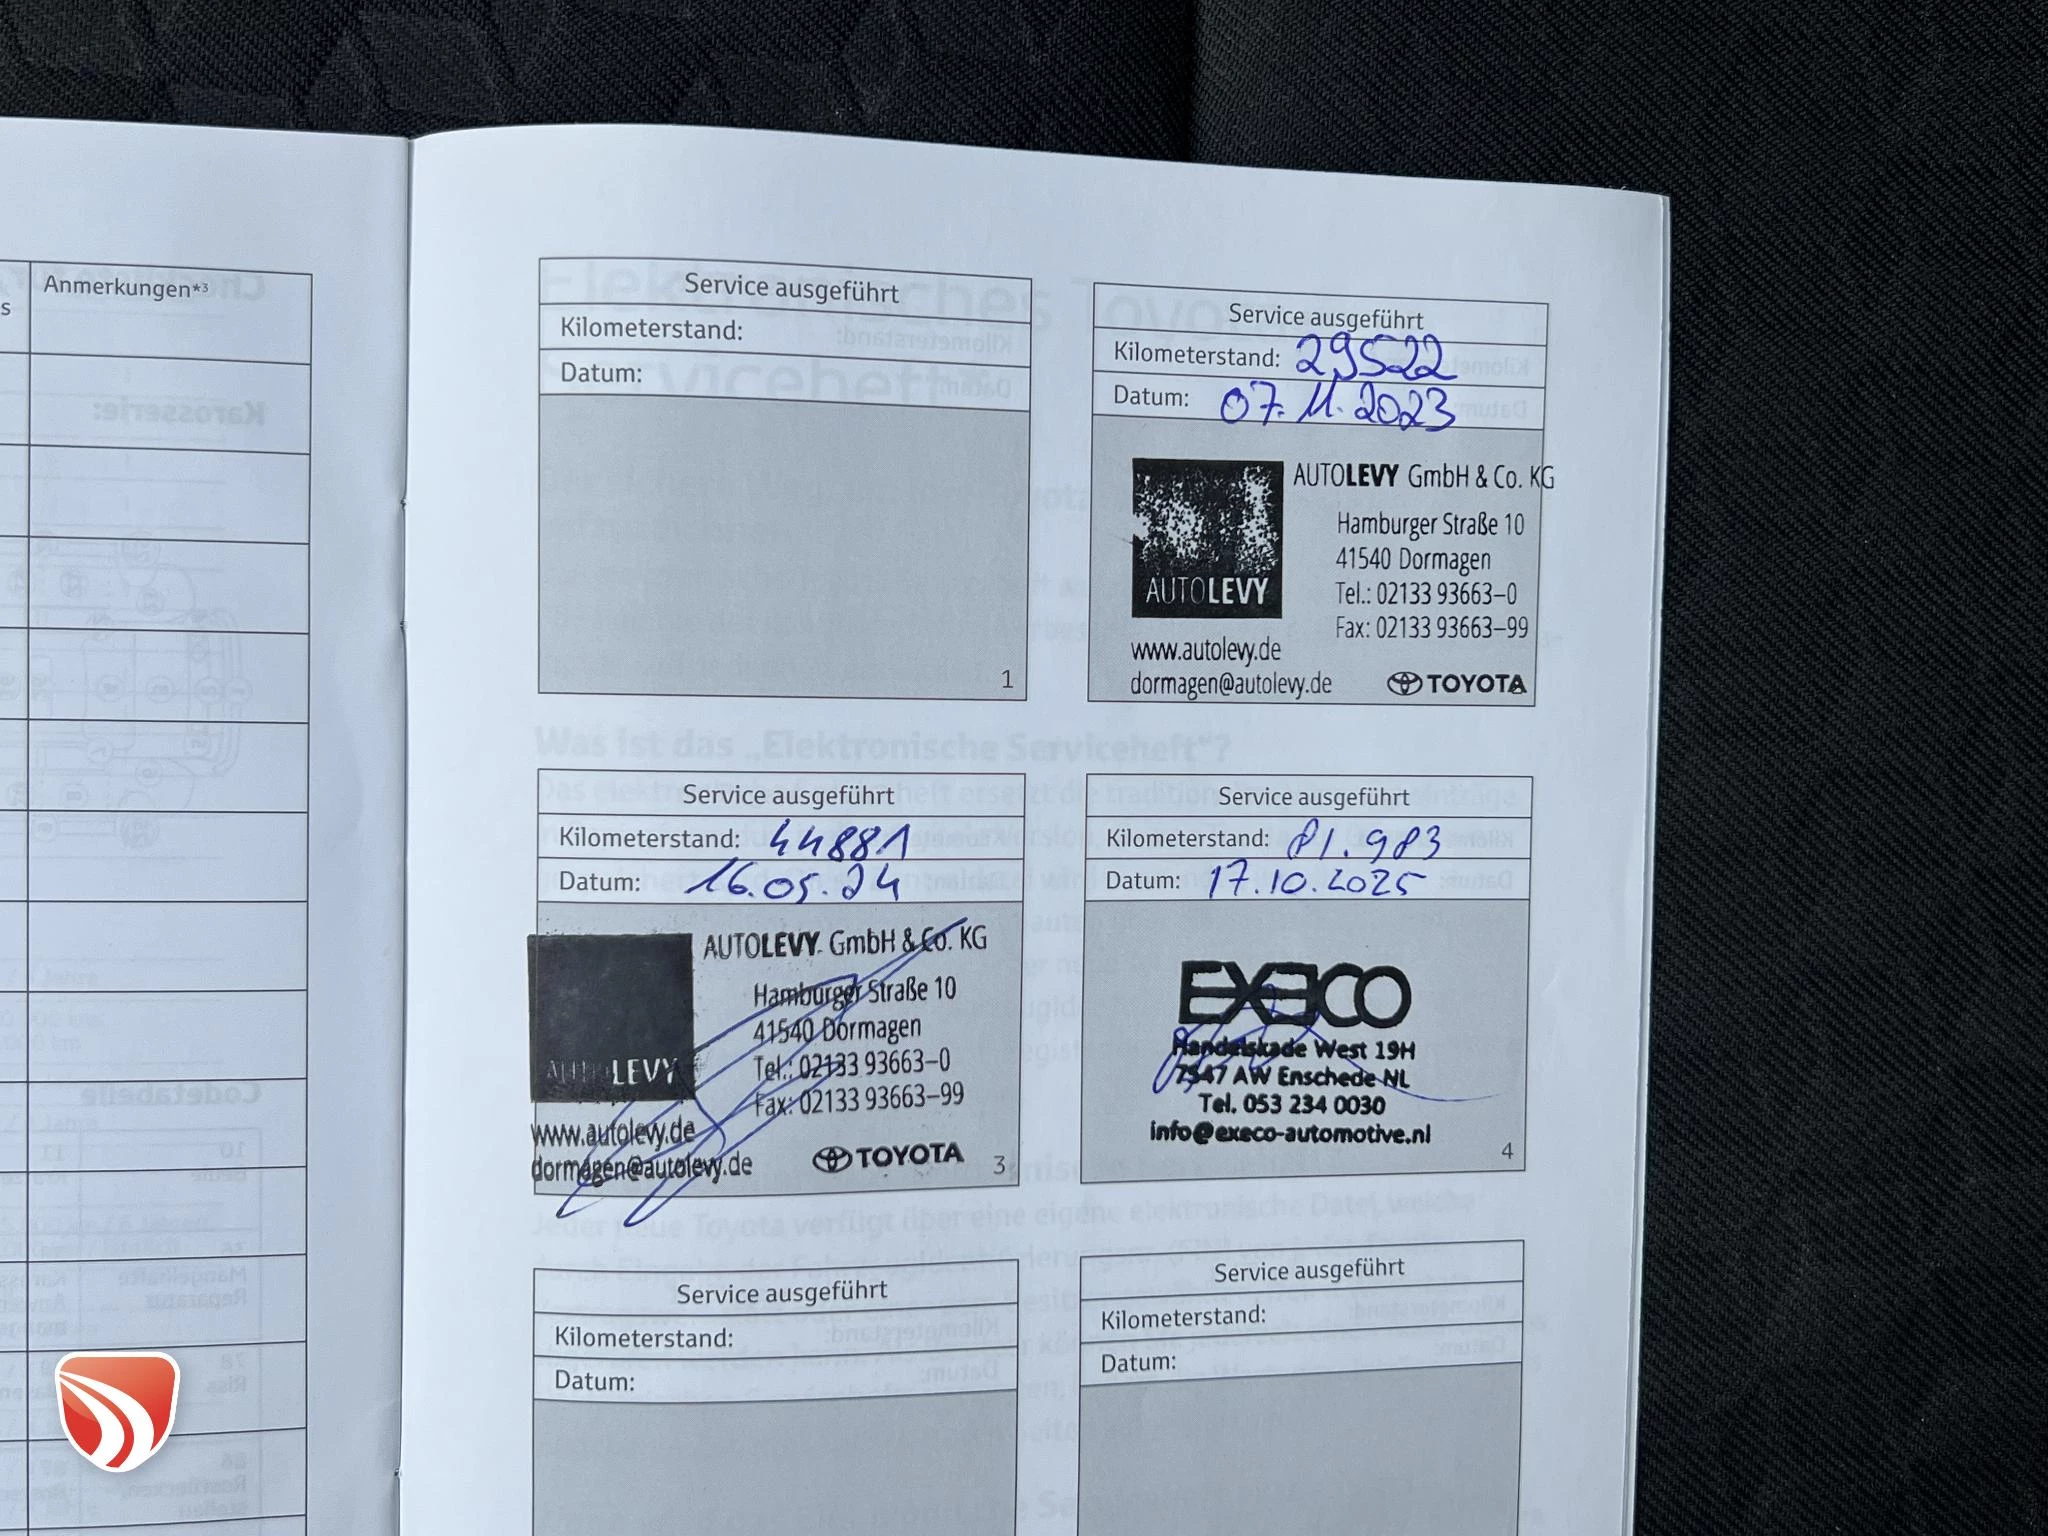 s
Anmerkungen*3
Service ausgeführt
Kilometerstand:
Datum:
1
Service ausgeführt
Kilometerstand: 29522
Datum: 07.11.2023
AUTOLEVY GmbH & Co. KG
Hamburger Straße 10
41540 Dormagen
Tel.: 02133 93663-0
Fax: 02133 93663-99
AUTOLEVY
www.autolevy.de
dormagen@autolevy.de
TOYOTA
Was ist das „Elektronische Serviceheft"?
Service ausgeführt
Kilometerstand: 44881
Datum: 16.05.24
AUTOLEVY GmbH & Co. KG
Hamburger Straße 10
41540 Dormagen
Tel.: 02133 93663-0
Fax: 02133 93663-99
AUTOLEVY
www.autolevy.de
dormagen@autolevy.de
TOYOTA
3
Service ausgeführt
Kilometerstand: 81.983
Datum: 17.10.2025
EXECO
Handelskade West 19H
7547 AW Enschede NL
Tel. 053 234 0030
info@execo-automotive.nl
4
Service ausgeführt
Kilometerstand:
Datum:
Service ausgeführt
Kilometerstand:
Datum: